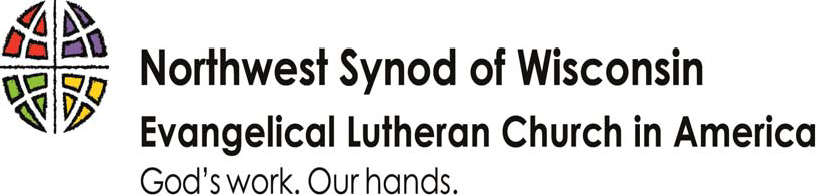 Northwest Synod of Wisconsin
Evangelical Lutheran Church in America
God's work. Our hands.